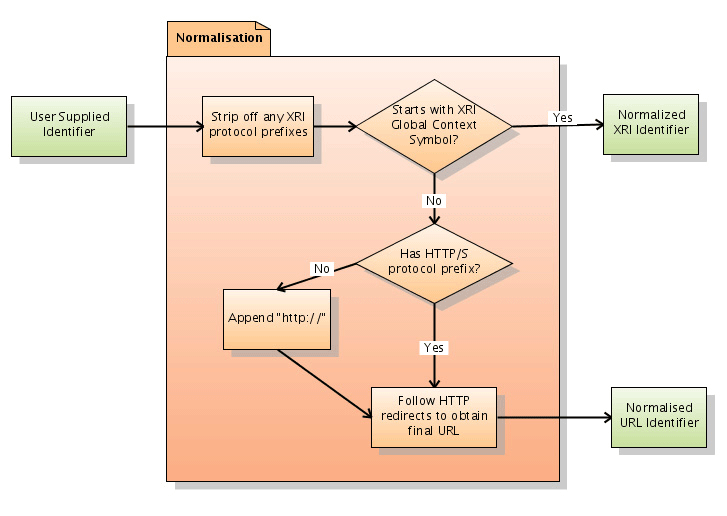 Normalisation
User Supplied
Identifier
Strip off any XRI
protocol prefixes
Starts with XRI
Global Context
Symbol?
Yes
Normalized
XRI Identifier
No
Has HTTP/S
protocol prefix?
No
Append "http://"
Yes
Follow HTTP
redirects to obtain
final URL
Normalised
URL Identifier